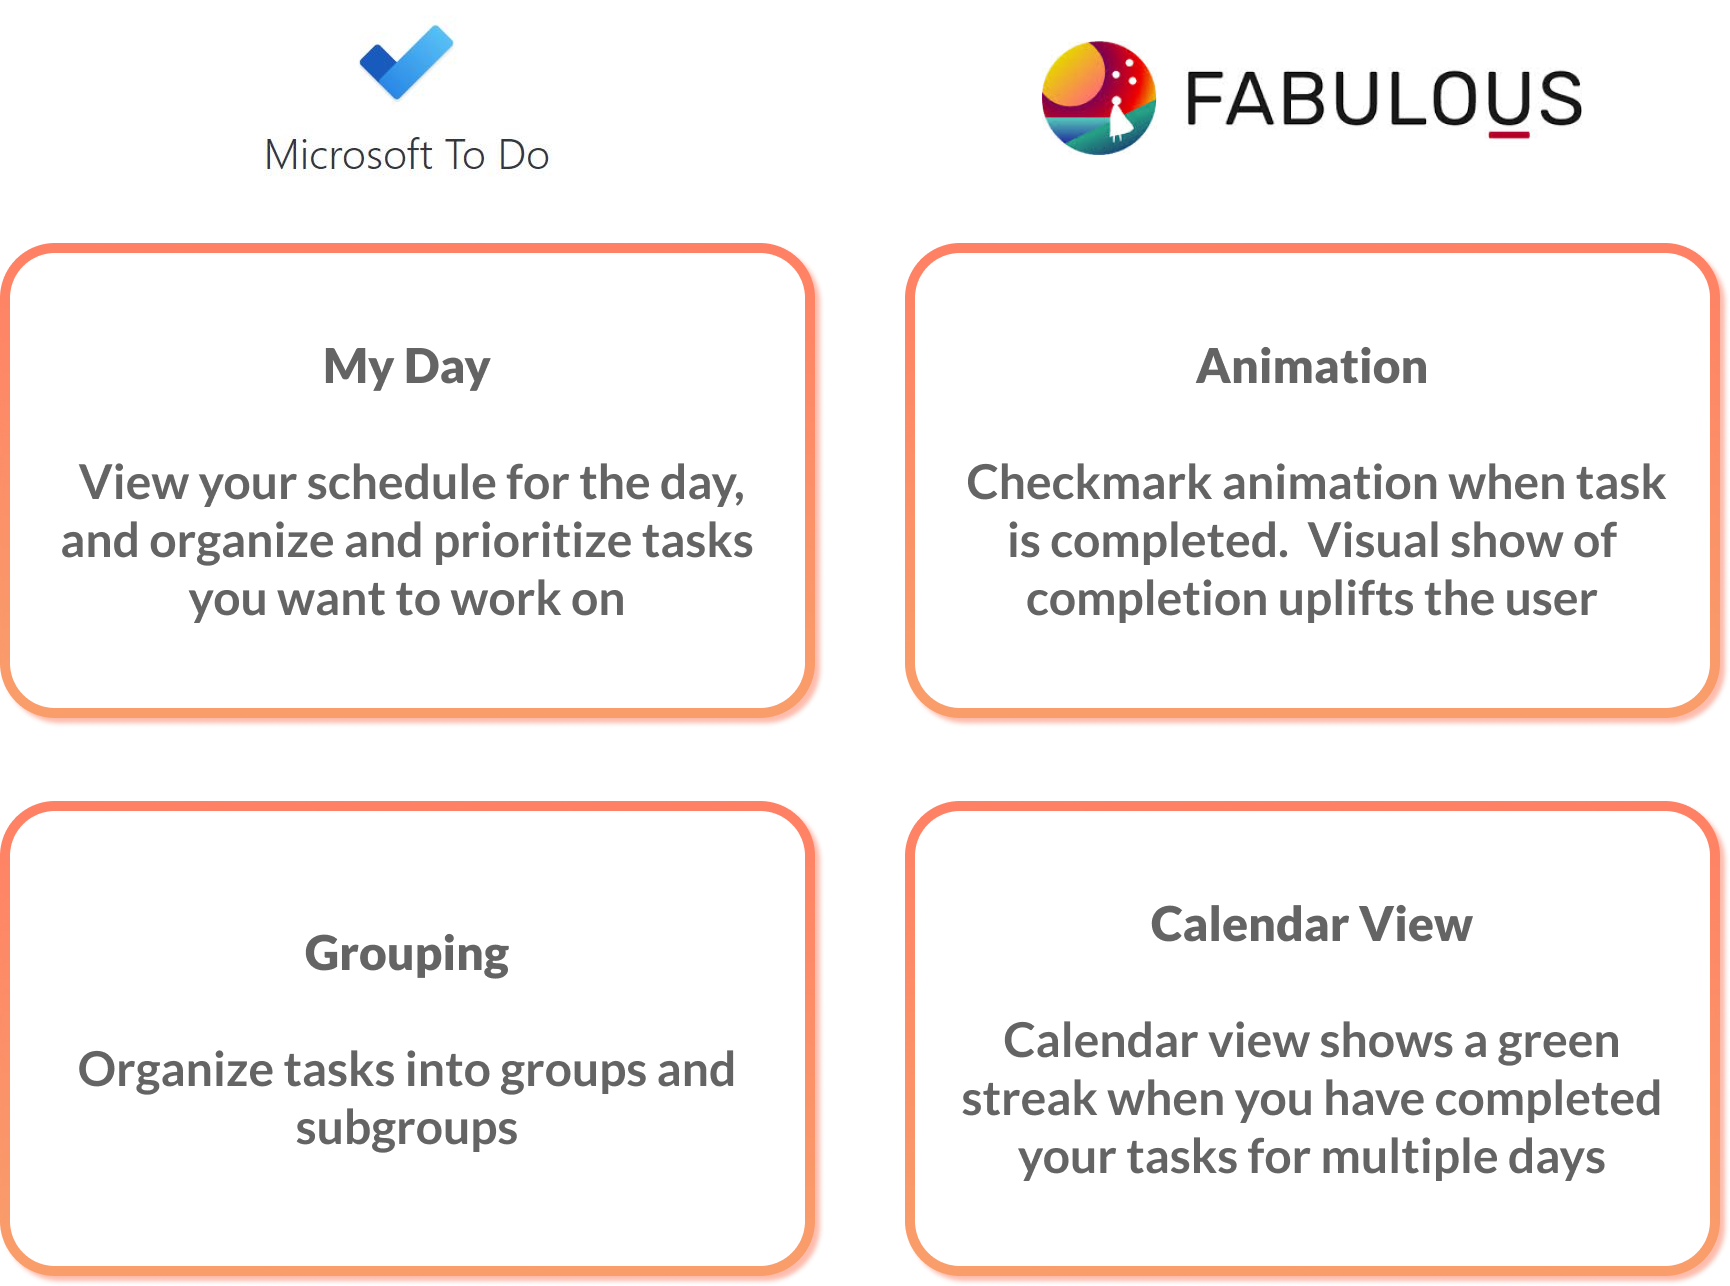 Microsoft To Do
FABULOUS
My Day
View your schedule for the day,
and organize and prioritize tasks
you want to work on
Animation
Checkmark animation when task
is completed.  Visual show of
completion uplifts the user
Grouping
Organize tasks into groups and
subgroups
Calendar View
Calendar view shows a green
streak when you have completed
your tasks for multiple days